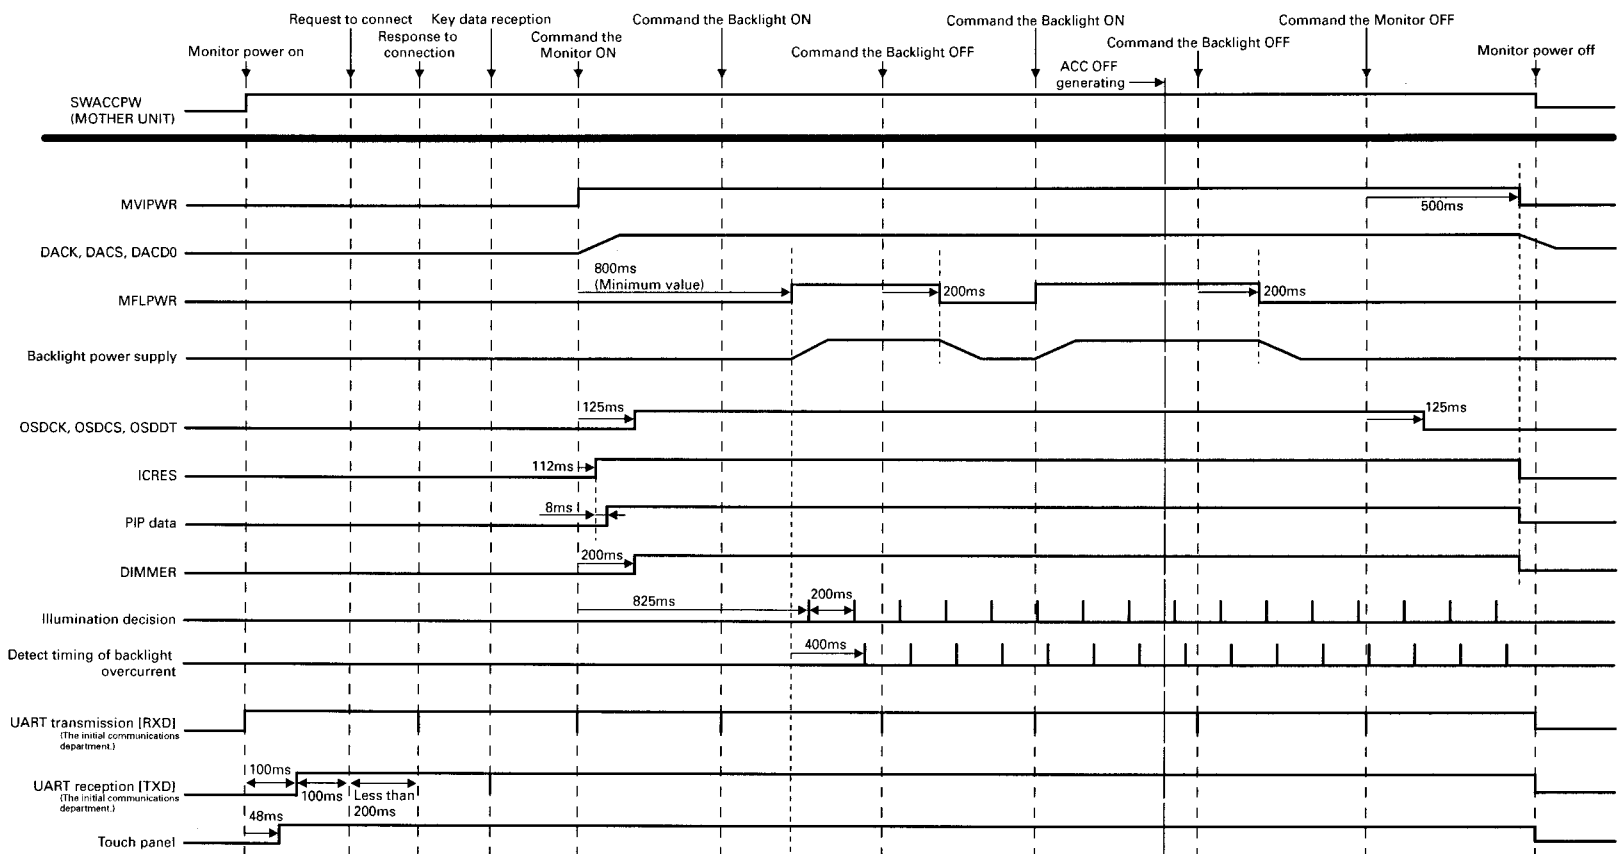 Request to connect
Key data reception
Command the Backlight ON
Command the Backlight ON
Command the Monitor OFF
Monitor power on
Response to
connection
Command the
Monitor ON
Command the Backlight OFF
Command the Backlight OFF
Monitor power off
ACC OFF
generating
SWACCPW
(MOTHER UNIT)
MVIPWR
500ms
DACK, DACS, DACD0
800ms
(Minimum value)
MFLPWR
200ms
200ms
Backlight power supply
OSDCK, OSDCS, OSDDT
125ms
125ms
ICRES
112ms
PIP data
8ms
DIMMER
200ms
Illumination decision
825ms
200ms
Detect timing of backlight
overcurrent
400ms
UART transmission [RXD]
(The initial communications
department.)
UART reception [TXD]
(The initial communications
department.)
100ms
100ms
Less than
200ms
Touch panel
48ms